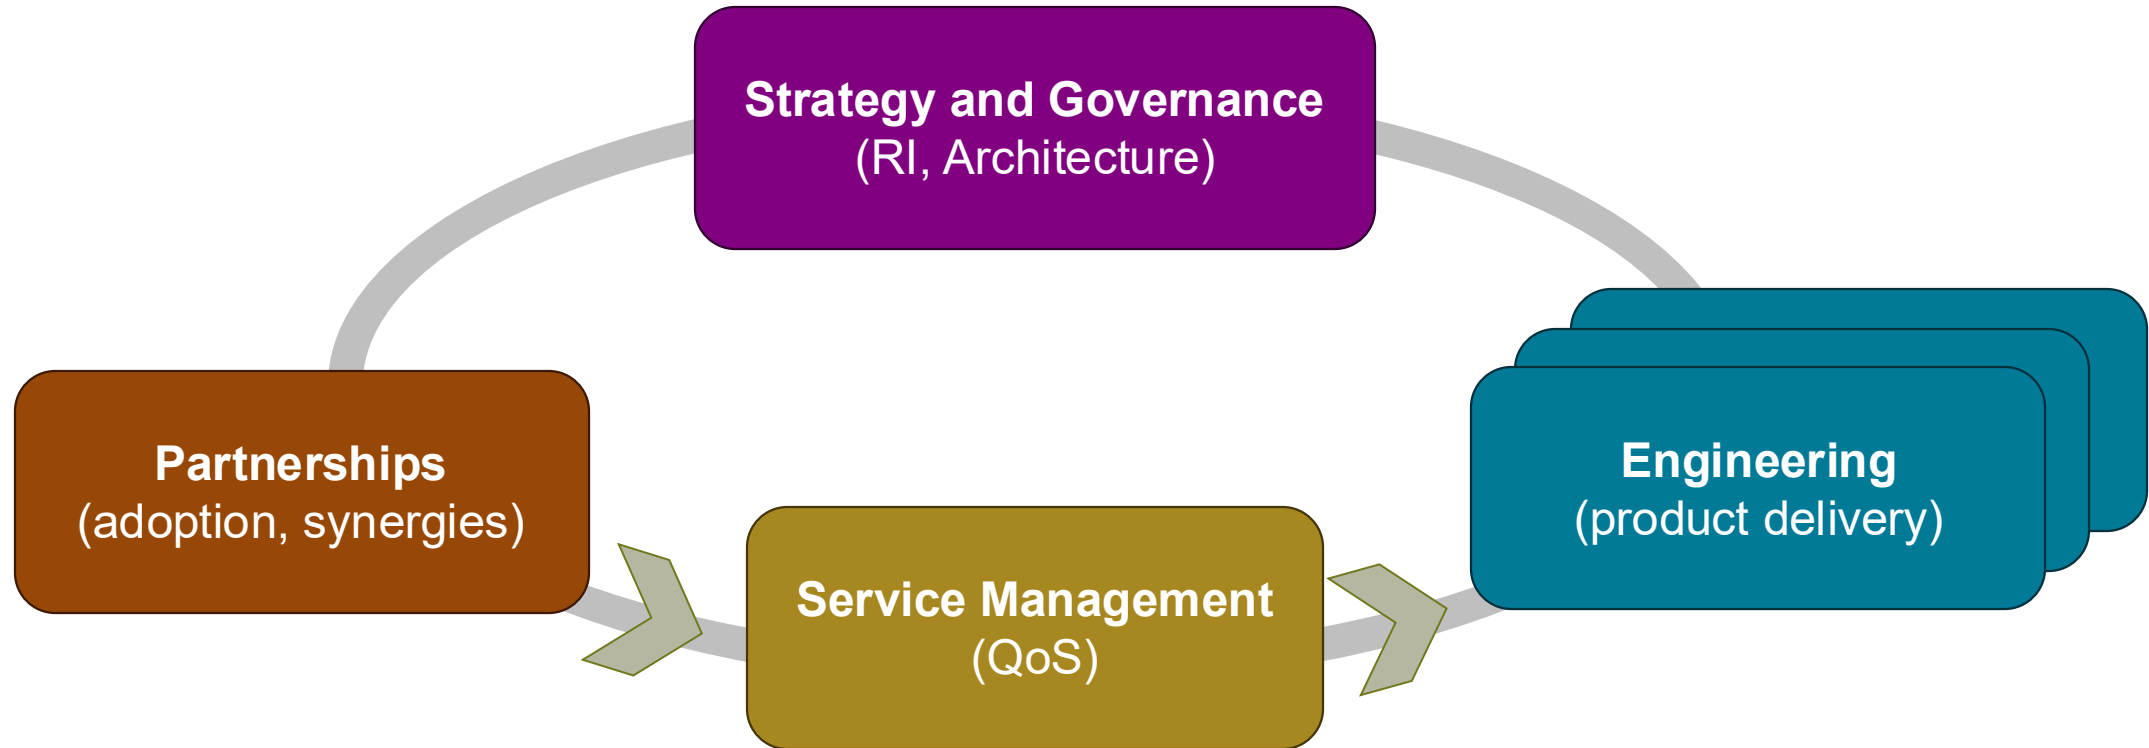 Strategy and Governance
(RI, Architecture)
Partnerships
(adoption, synergies)
Engineering
(product delivery)
Service Management
(QoS)